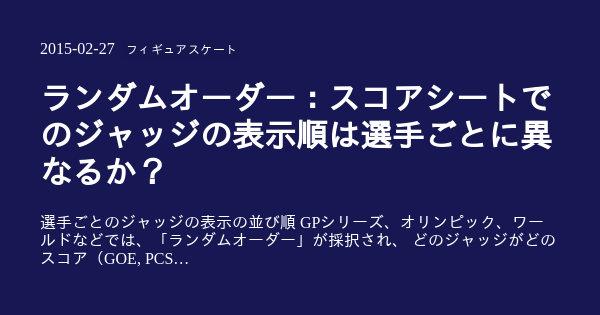 2015-02-27 フィギュアスケート
ランダムオーダー：スコアシートで
のジャッジの表示順は選手ごとに異
なるか？
選手ごとのジャッジの表示の並び順 GPシリーズ、オリンピック、ワー
ルドなどでは、「ランダムオーダー」が採択され、 どのジャッジがどの
スコア（GOE, PCS…